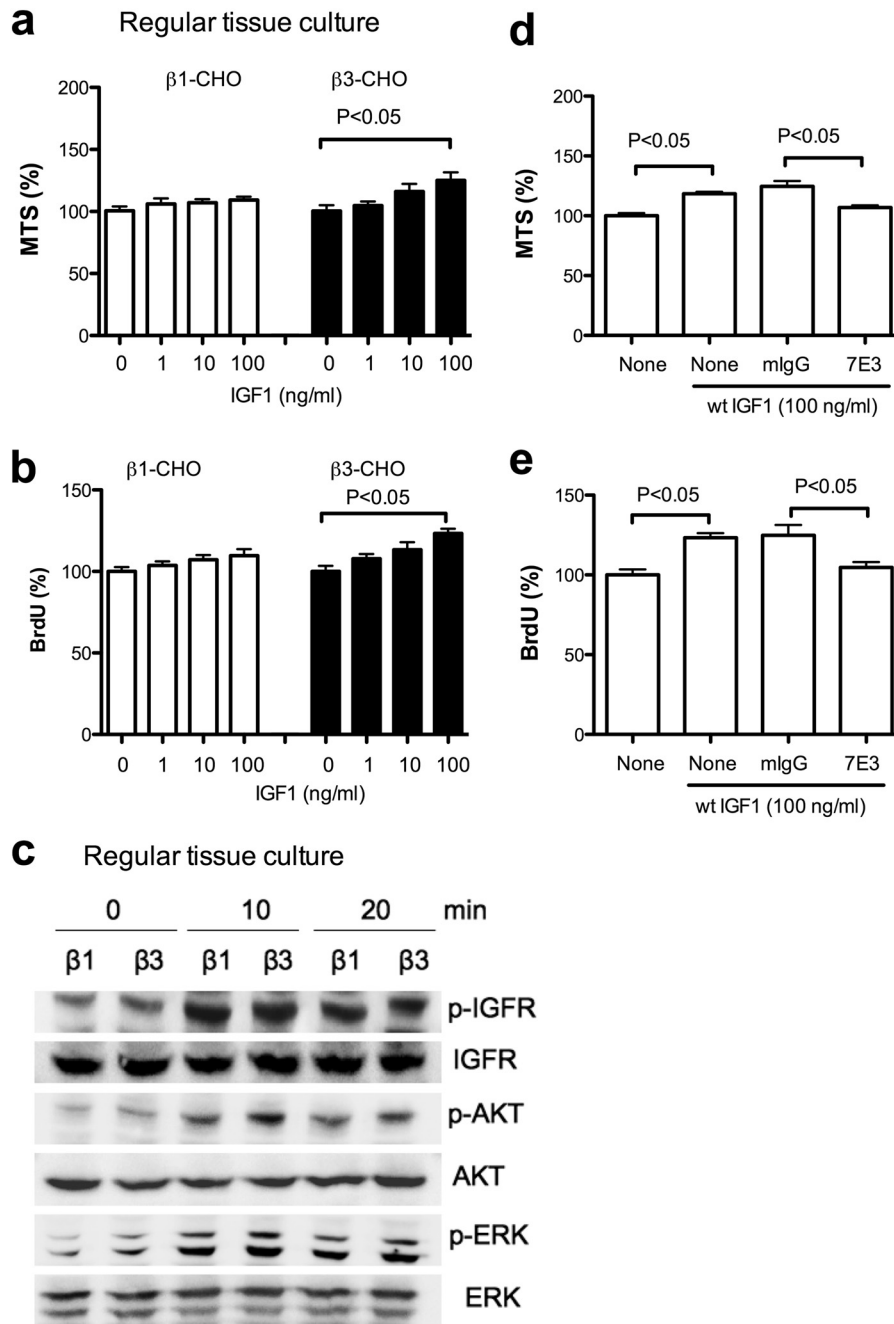 a Regular tissue culture
β1-CHO β3-CHO
P<0.05
MTS (%)
200
150
100
50
0
0 1 10 100 0 1 10 100
IGF1 (ng/ml)
b
β1-CHO β3-CHO
P<0.05
BrdU (%)
150
100
50
0
0 1 10 100 0 1 10 100
IGF1 (ng/ml)
c Regular tissue culture
0 10 20 min
β1 β3 β1 β3 β1 β3
p-IGFR
IGFR
p-AKT
AKT
p-ERK
ERK
d
P<0.05 P<0.05
MTS (%)
200
150
100
50
0
None None mIgG 7E3
wt IGF1 (100 ng/ml)
e
P<0.05 P<0.05
BrdU (%)
150
100
50
0
None None mIgG 7E3
wt IGF1 (100 ng/ml)